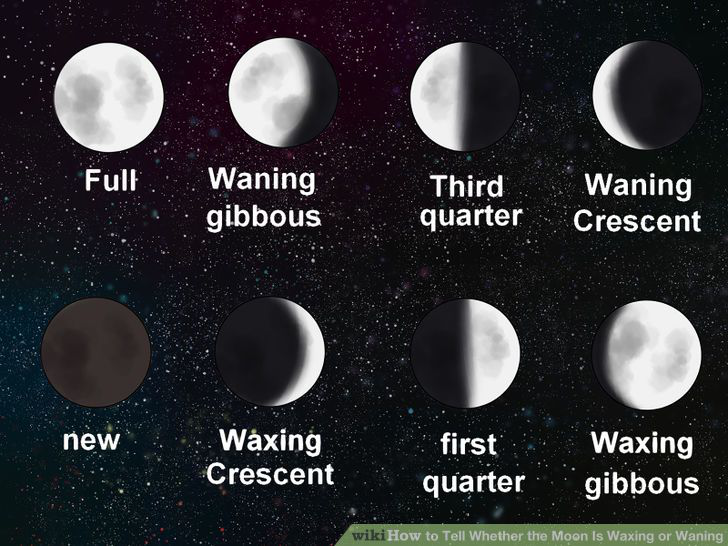 Full
Waning
gibbous
Third
quarter
Waning
Crescent
new
Waxing
Crescent
first
quarter
Waxing
gibbous
wikiHow to Tell Whether the Moon Is Waxing or Waning